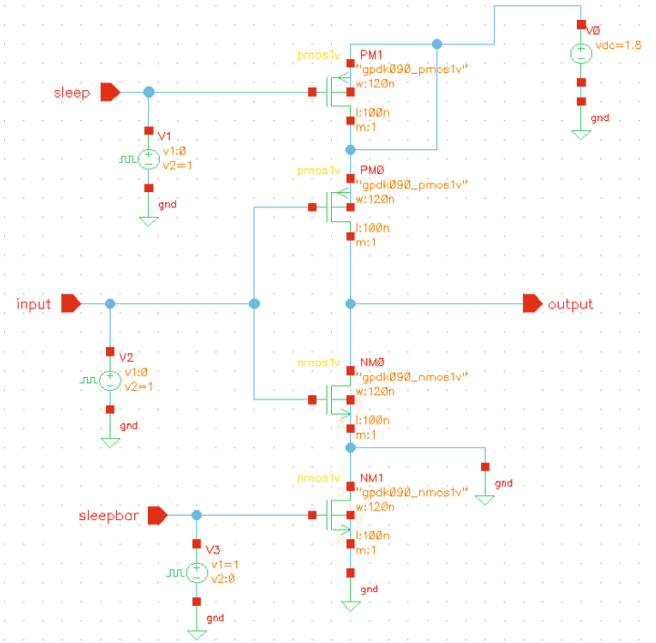 V0
vdc=1.8
gnd
pmos1v
PM1
"gpdk090_pmos1v"
w:120n
l:100n
m:1
sleep
V1
v1:0
v2=1
gnd
pmos1v
PM0
"gpdk090_pmos1v"
w:120n
l:100n
m:1
input
output
V2
v1:0
v2=1
gnd
nmos1v
NM0
"gpdk090_nmos1v"
w:120n
l:100n
m:1
gnd
nmos1v
NM1
"gpdk090_nmos1v"
w:120n
l:100n
m:1
sleepbar
V3
v1=1
v2:0
gnd
gnd